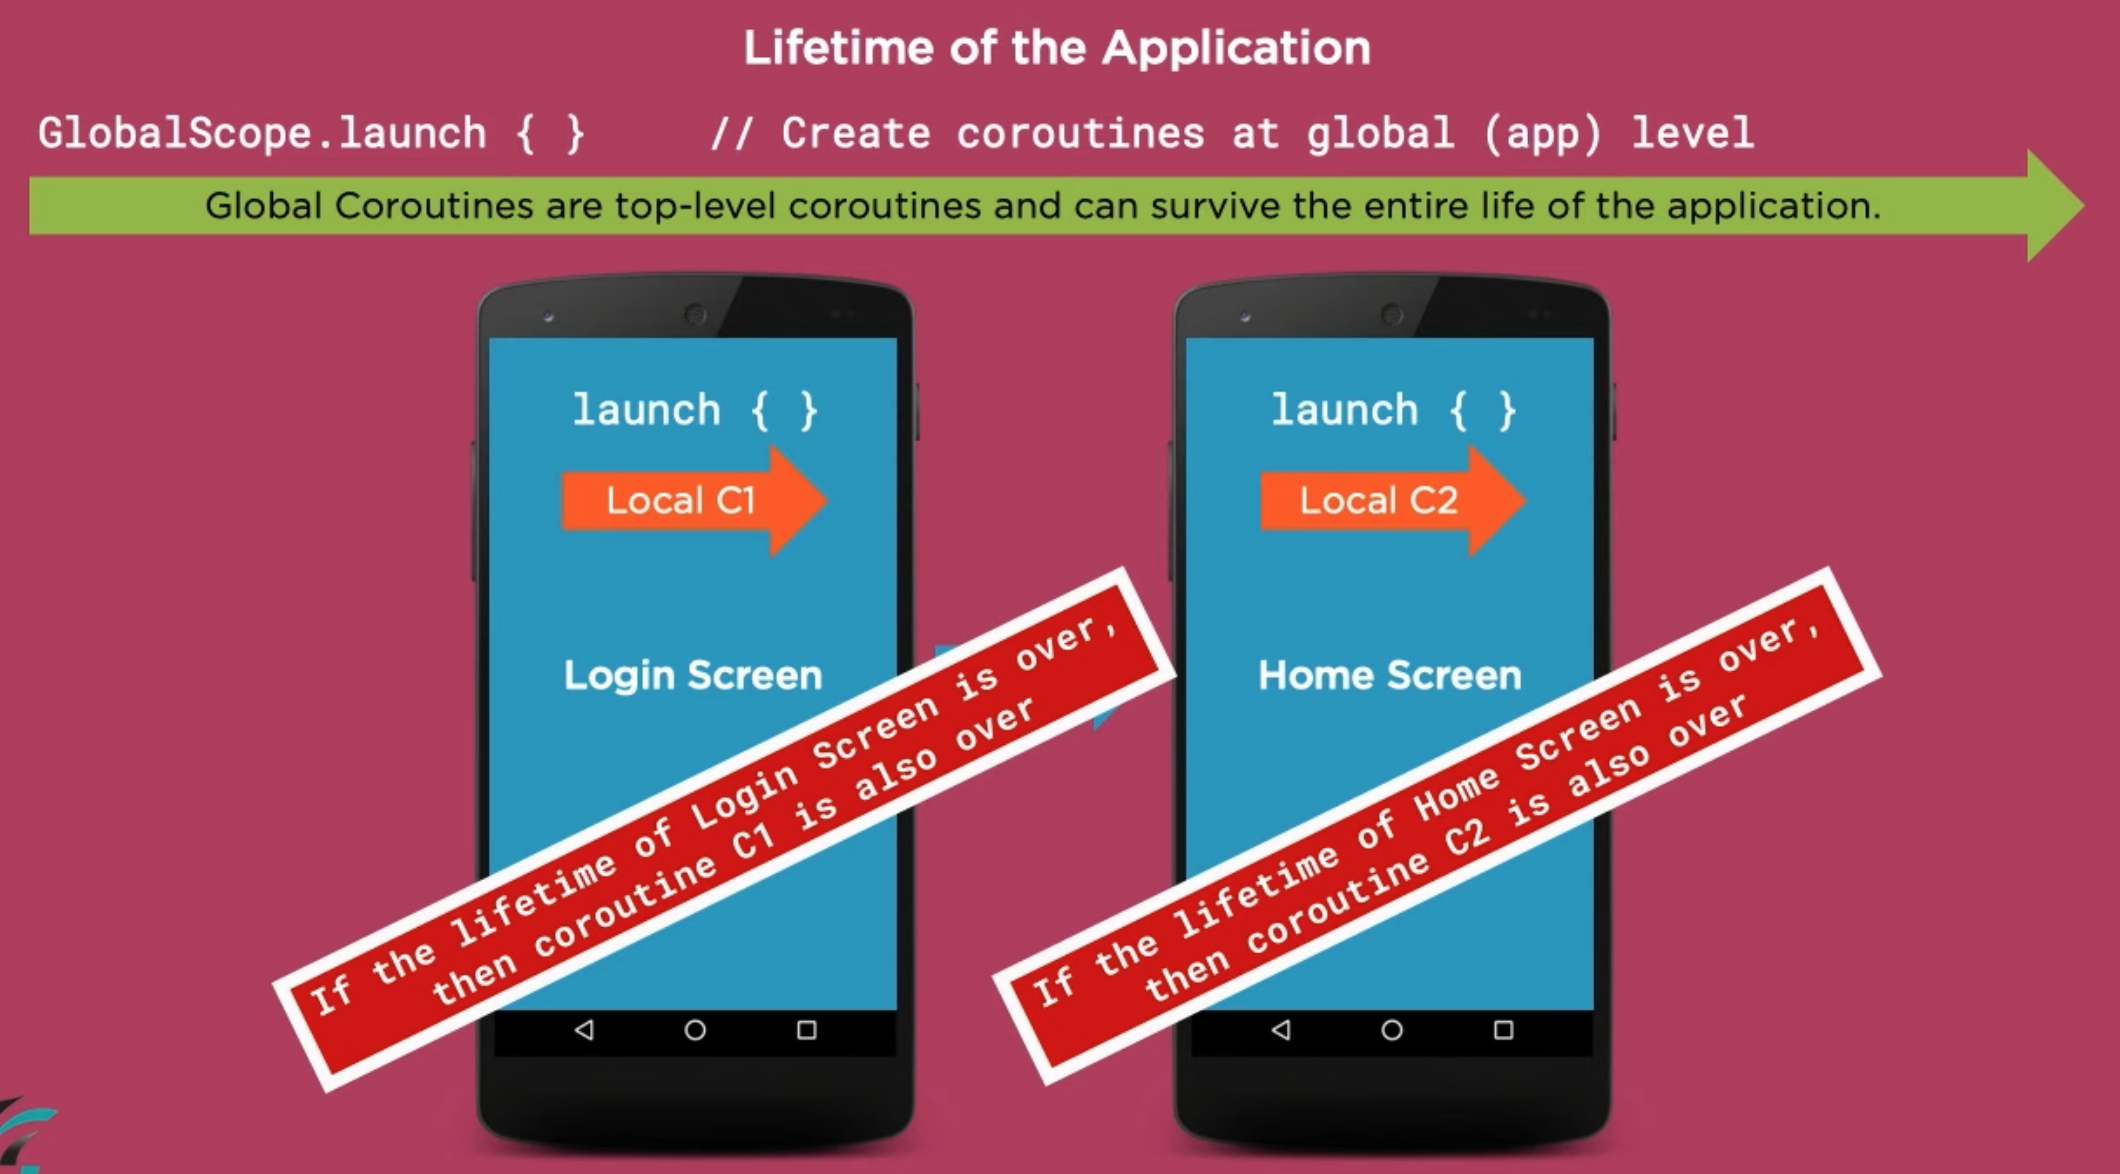 Lifetime of the Application
GlobalScope.launch { }     // Create coroutines at global (app) level
Global Coroutines are top-level coroutines and can survive the entire life of the application.
launch { }
Local C1
Login Screen
If the lifetime of Login Screen is over,
then coroutine C1 is also over
launch { }
Local C2
Home Screen
If the lifetime of Home Screen is over,
then coroutine C2 is also over